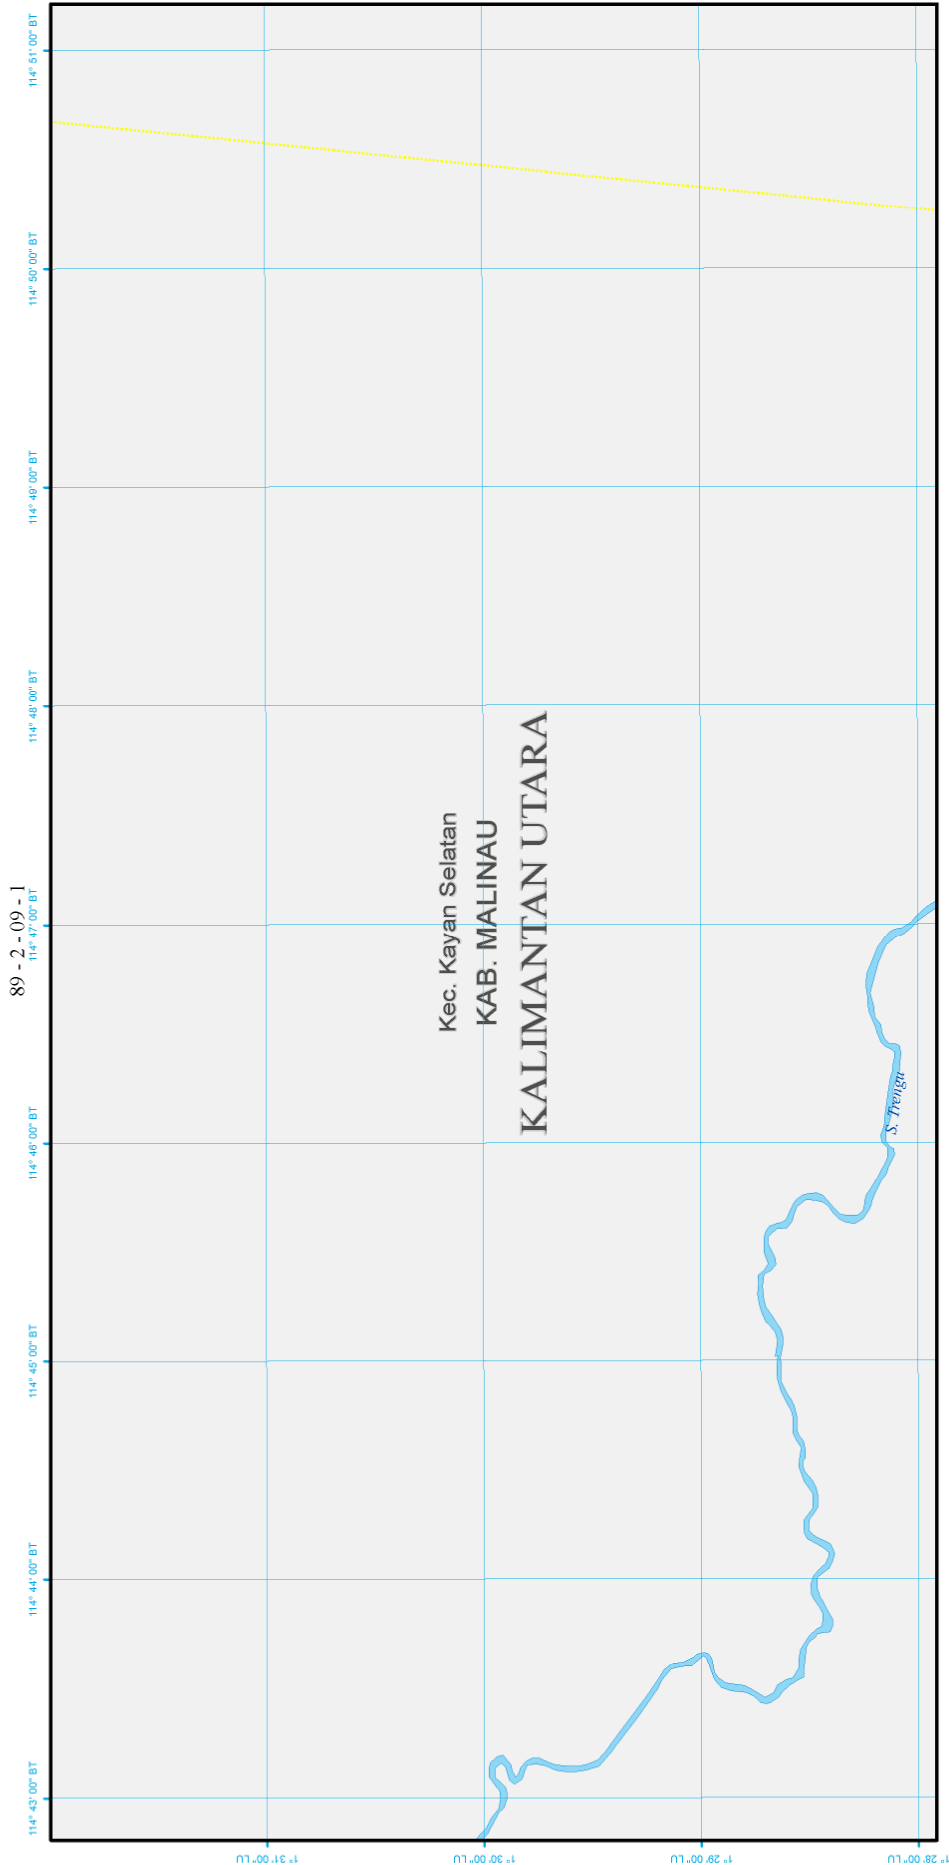 89 - 2 - 09 - 1
114° 43' 00" BT
114° 44' 00" BT
114° 45' 00" BT
114° 46' 00" BT
114° 47' 00" BT
114° 48' 00" BT
114° 49' 00" BT
114° 50' 00" BT
114° 51' 00" BT
1° 31' 00" LU
1° 30' 00" LU
1° 29' 00" LU
1° 28' 00" LU
Kec. Kayan Selatan
KAB. MALINAU
KALIMANTAN UTARA
S. Trengu